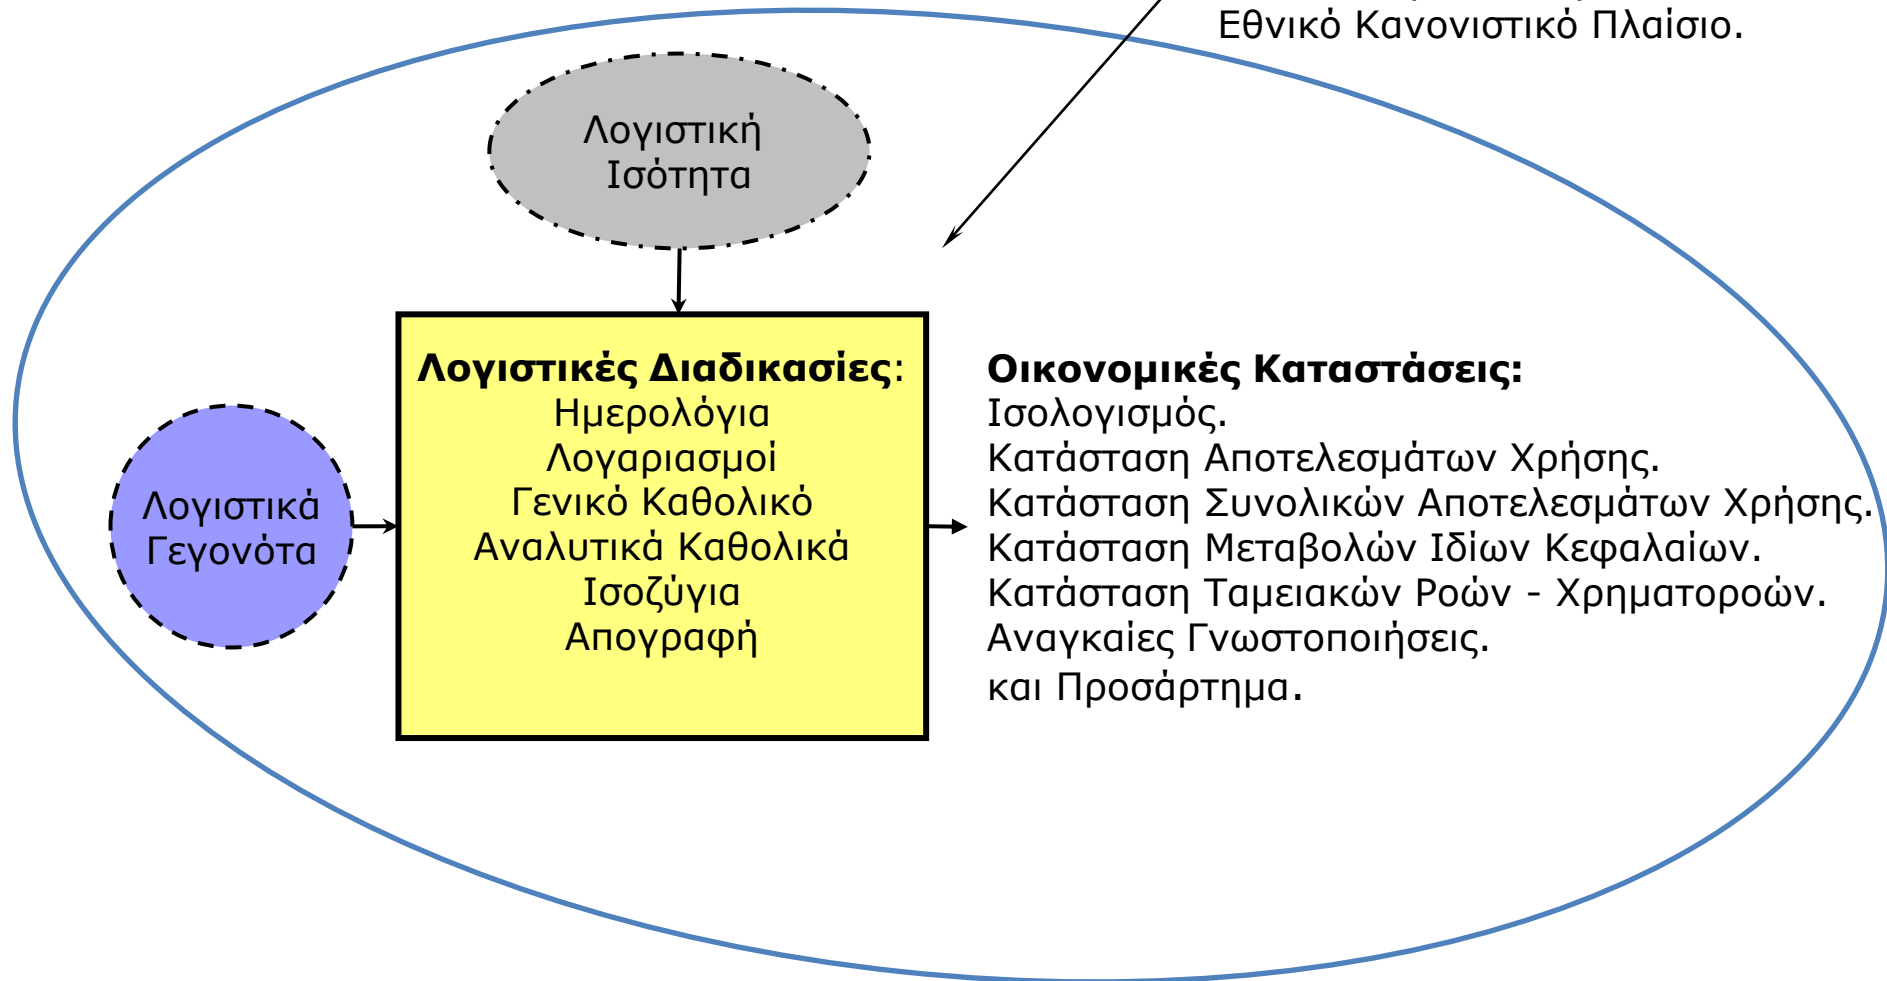 Εθνικό Κανονιστικό Πλαίσιο.
Λογιστική
Ισότητα
Λογιστικά
Γεγονότα
Λογιστικές Διαδικασίες:
Ημερολόγια
Λογαριασμοί
Γενικό Καθολικό
Αναλυτικά Καθολικά
Ισοζύγια
Απογραφή
Οικονομικές Καταστάσεις:
Ισολογισμός.
Κατάσταση Αποτελεσμάτων Χρήσης.
Κατάσταση Συνολικών Αποτελεσμάτων Χρήσης.
Κατάσταση Μεταβολών Ιδίων Κεφαλαίων.
Κατάσταση Ταμειακών Ροών - Χρηματοροών.
Αναγκαίες Γνωστοποιήσεις.
και Προσάρτημα.